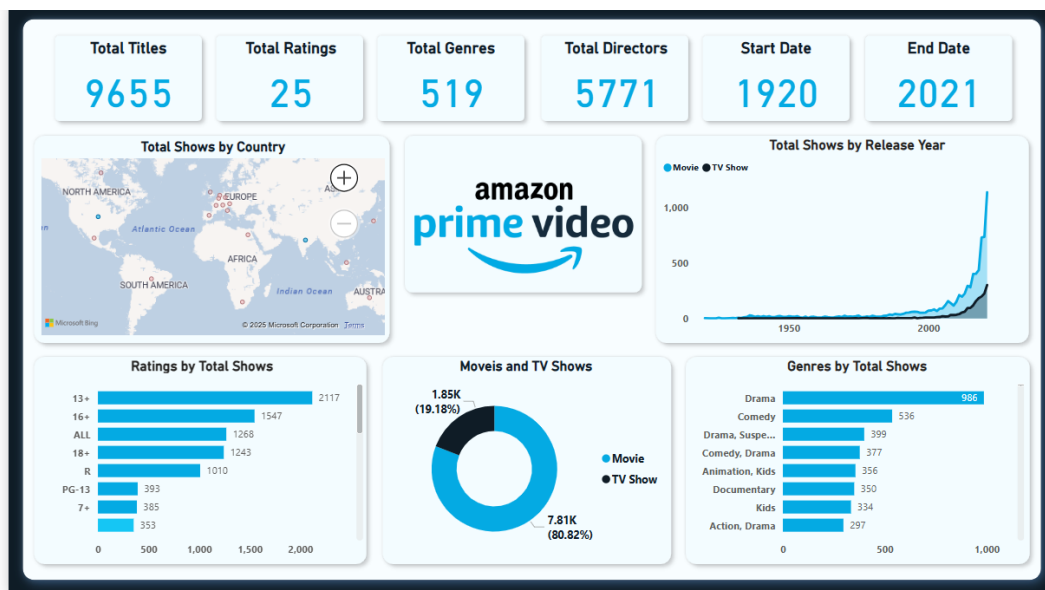 Total Titles
9655
Total Ratings
25
Total Genres
519
Total Directors
5771
Start Date
1920
End Date
2021
Total Shows by Country
NORTH AMERICA
EUROPE
AS
Atlantic Ocean
AFRICA
SOUTH AMERICA
Indian Ocean
AUSTRA
Microsoft Bing
© 2025 Microsoft Corporation Terms
amazon
prime video
Total Shows by Release Year
Movie TV Show
1,000
500
0
1950 2000
Ratings by Total Shows
13+ 2117
16+ 1547
ALL 1268
18+ 1243
R 1010
PG-13 393
7+ 385
353
0 500 1,000 1,500 2,000
Moveis and TV Shows
1.85K
(19.18%)
Movie
TV Show
7.81K
(80.82%)
Genres by Total Shows
Drama 986
Comedy 536
Drama, Suspe... 399
Comedy, Drama 377
Animation, Kids 356
Documentary 350
Kids 334
Action, Drama 297
0 500 1,000